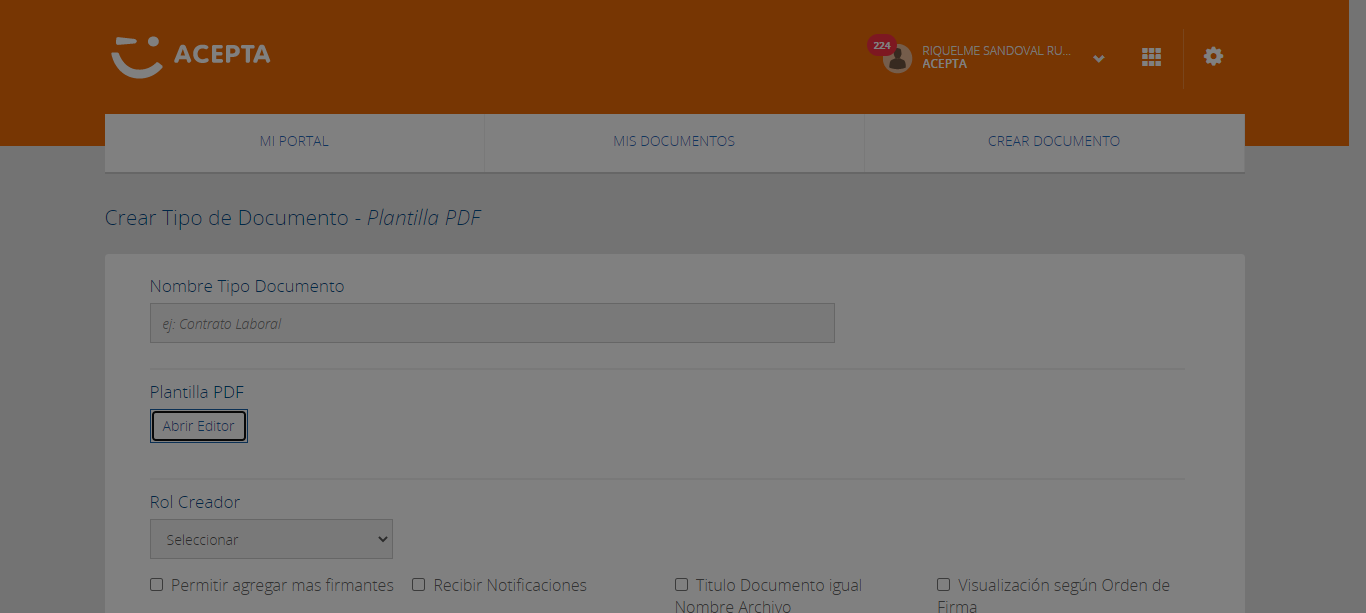 ACEPTA
224
RIQUELME SANDOVAL RU...
ACEPTA
MI PORTAL
MIS DOCUMENTOS
CREAR DOCUMENTO
Crear Tipo de Documento - Plantilla PDF
Nombre Tipo Documento
ej: Contrato Laboral
Plantilla PDF
Abrir Editor
Rol Creador
Seleccionar
Permitir agregar mas firmantes
Recibir Notificaciones
Titulo Documento igual
Nombre Archivo
Visualización según Orden de
Firma